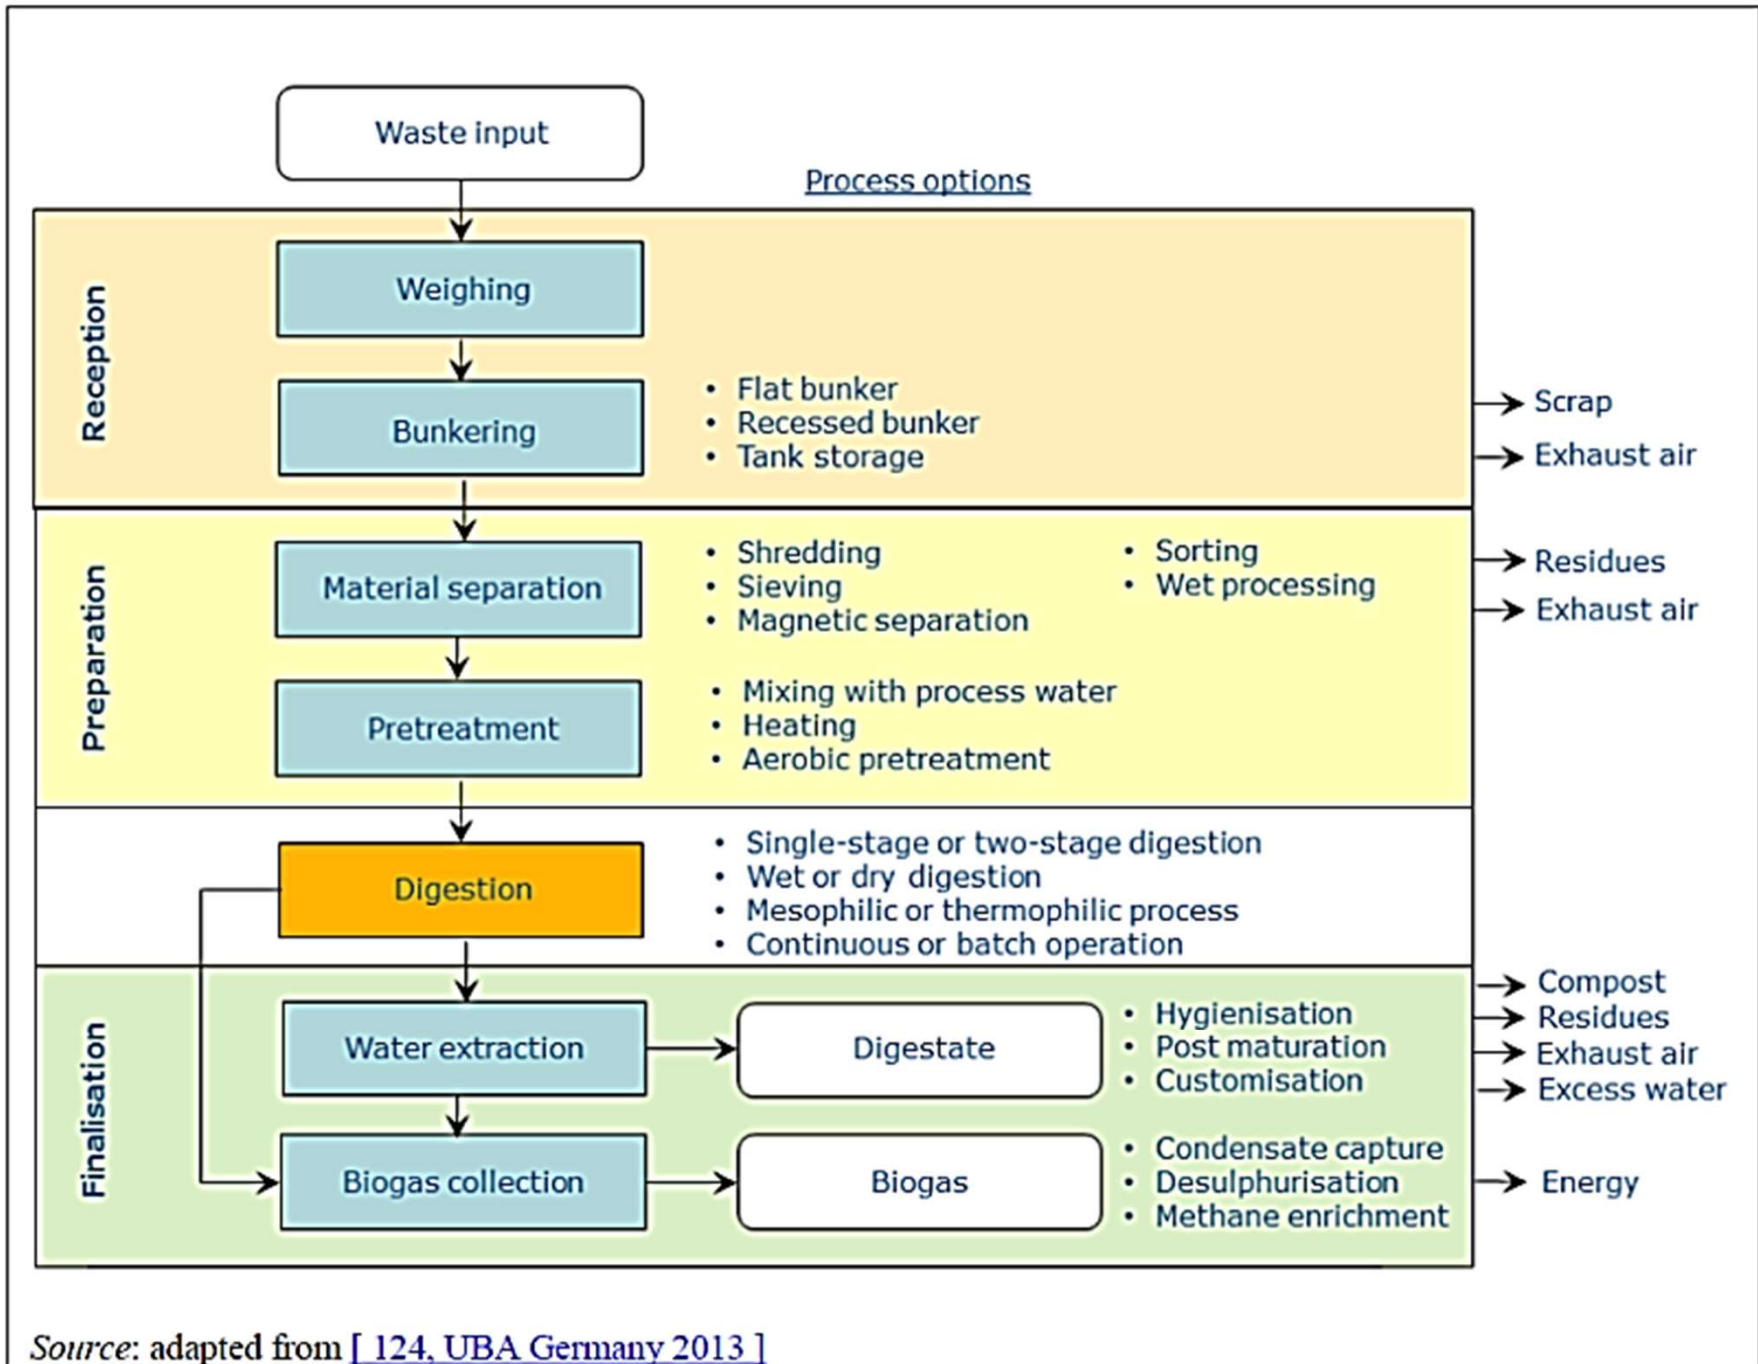 Waste input
Process options
Reception
Weighing
Bunkering
• Flat bunker
• Recessed bunker
• Tank storage
Scrap
Exhaust air
Preparation
Material separation
• Shredding
• Sieving
• Magnetic separation
• Sorting
• Wet processing
Residues
Exhaust air
Pretreatment
• Mixing with process water
• Heating
• Aerobic pretreatment
Digestion
• Single-stage or two-stage digestion
• Wet or dry digestion
• Mesophilic or thermophilic process
• Continuous or batch operation
Finalisation
Water extraction
Digestate
• Hygienisation
• Post maturation
• Customisation
Compost
Residues
Exhaust air
Excess water
Biogas collection
Biogas
• Condensate capture
• Desulphurisation
• Methane enrichment
Energy
Source: adapted from [ 124, UBA Germany 2013 ]